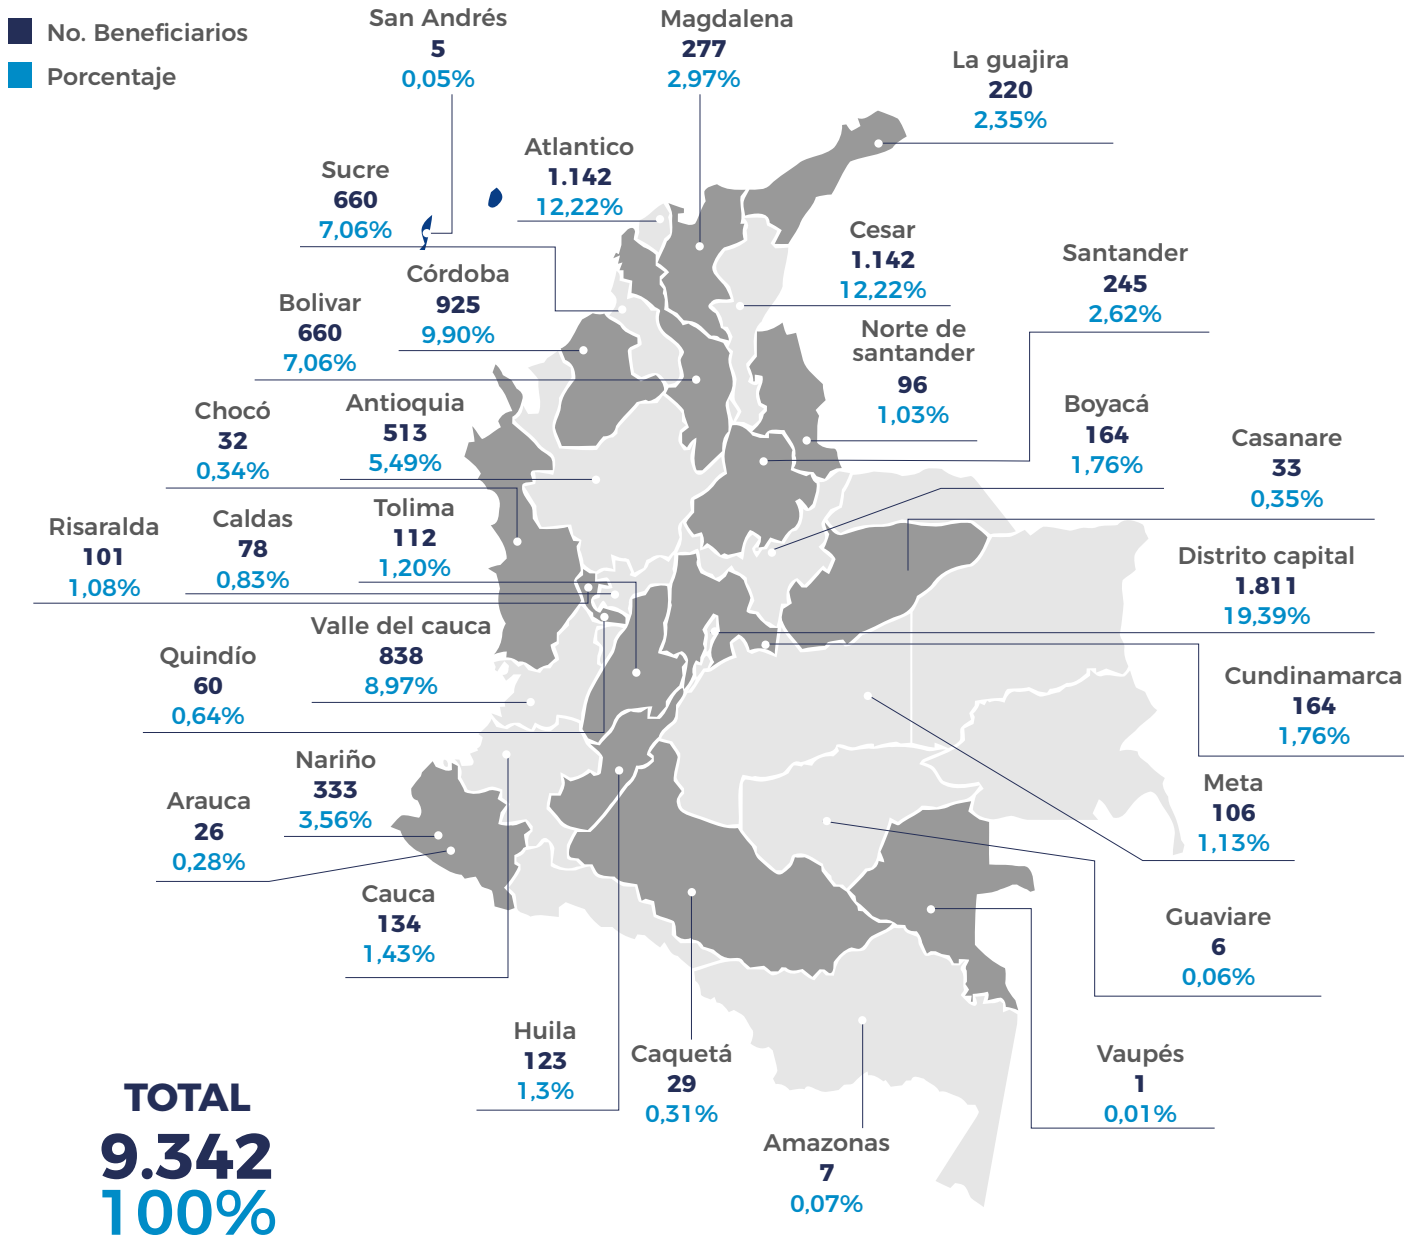 No. Beneficiarios
Porcentaje
San Andrés
5
0,05%
Magdalena
277
2,97%
La guajira
220
2,35%
Atlantico
1.142
12,22%
Sucre
660
7,06%
Cesar
1.142
12,22%
Santander
245
2,62%
Córdoba
925
9,90%
Bolivar
660
7,06%
Norte de
santander
96
1,03%
Chocó
32
0,34%
Antioquia
513
5,49%
Boyacá
164
1,76%
Casanare
33
0,35%
Risaralda
101
1,08%
Caldas
78
0,83%
Tolima
112
1,20%
Distrito capital
1.811
19,39%
Quindío
60
0,64%
Valle del cauca
838
8,97%
Cundinamarca
164
1,76%
Nariño
333
3,56%
Arauca
26
0,28%
Meta
106
1,13%
Cauca
134
1,43%
Guaviare
6
0,06%
Huila
123
1,3%
Caquetá
29
0,31%
Vaupés
1
0,01%
Amazonas
7
0,07%
TOTAL
9.342
100%